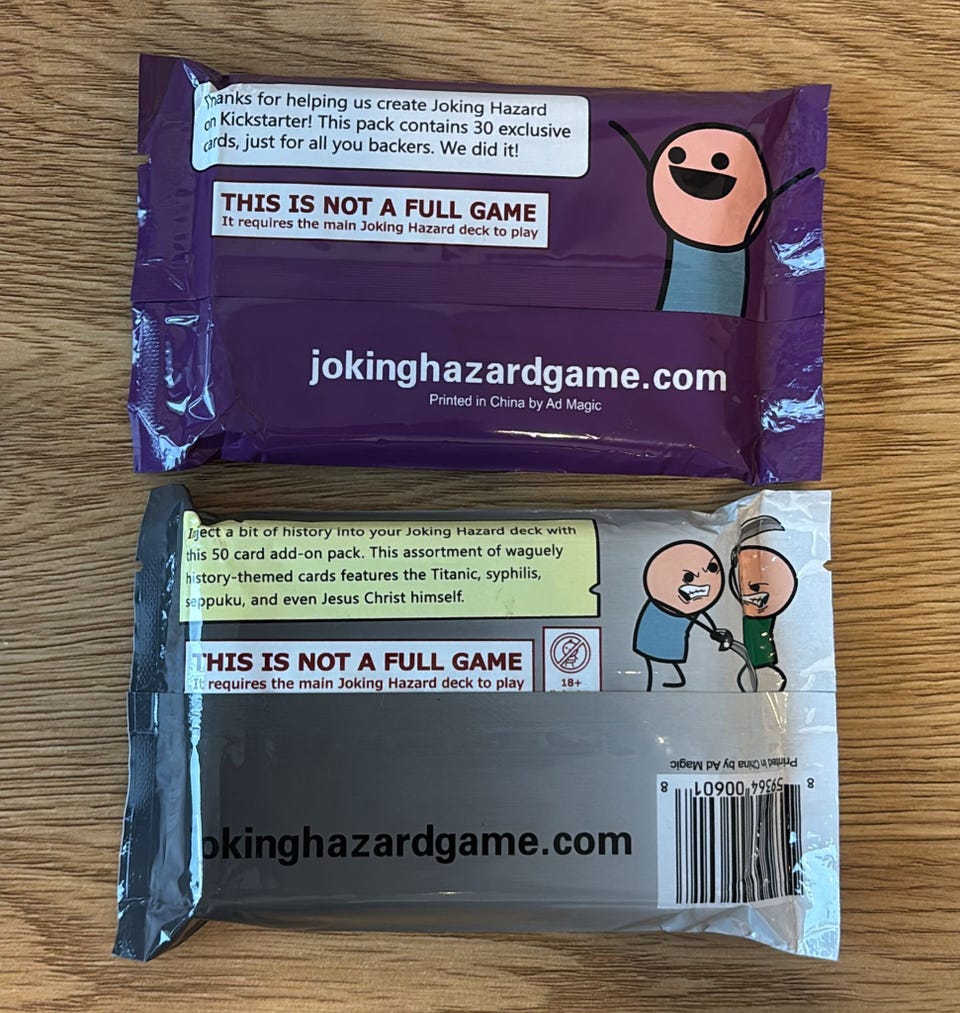 Thanks for helping us create Joking Hazard
on Kickstarter! This pack contains 30 exclusive
cards, just for all you backers. We did it!
THIS IS NOT A FULL GAME
It requires the main Joking Hazard deck to play
jokinghazardgame.com
Printed in China by Ad Magic
Inject a bit of history into your Joking Hazard deck with
this 50 card add-on pack. This assortment of waguely
history-themed cards features the Titanic, syphilis,
seppuku, and even Jesus Christ himself.
THIS IS NOT A FULL GAME
It requires the main Joking Hazard deck to play
18+
okinghazardgame.com
Printed in China by Ad Magic
8 59364 00601 8